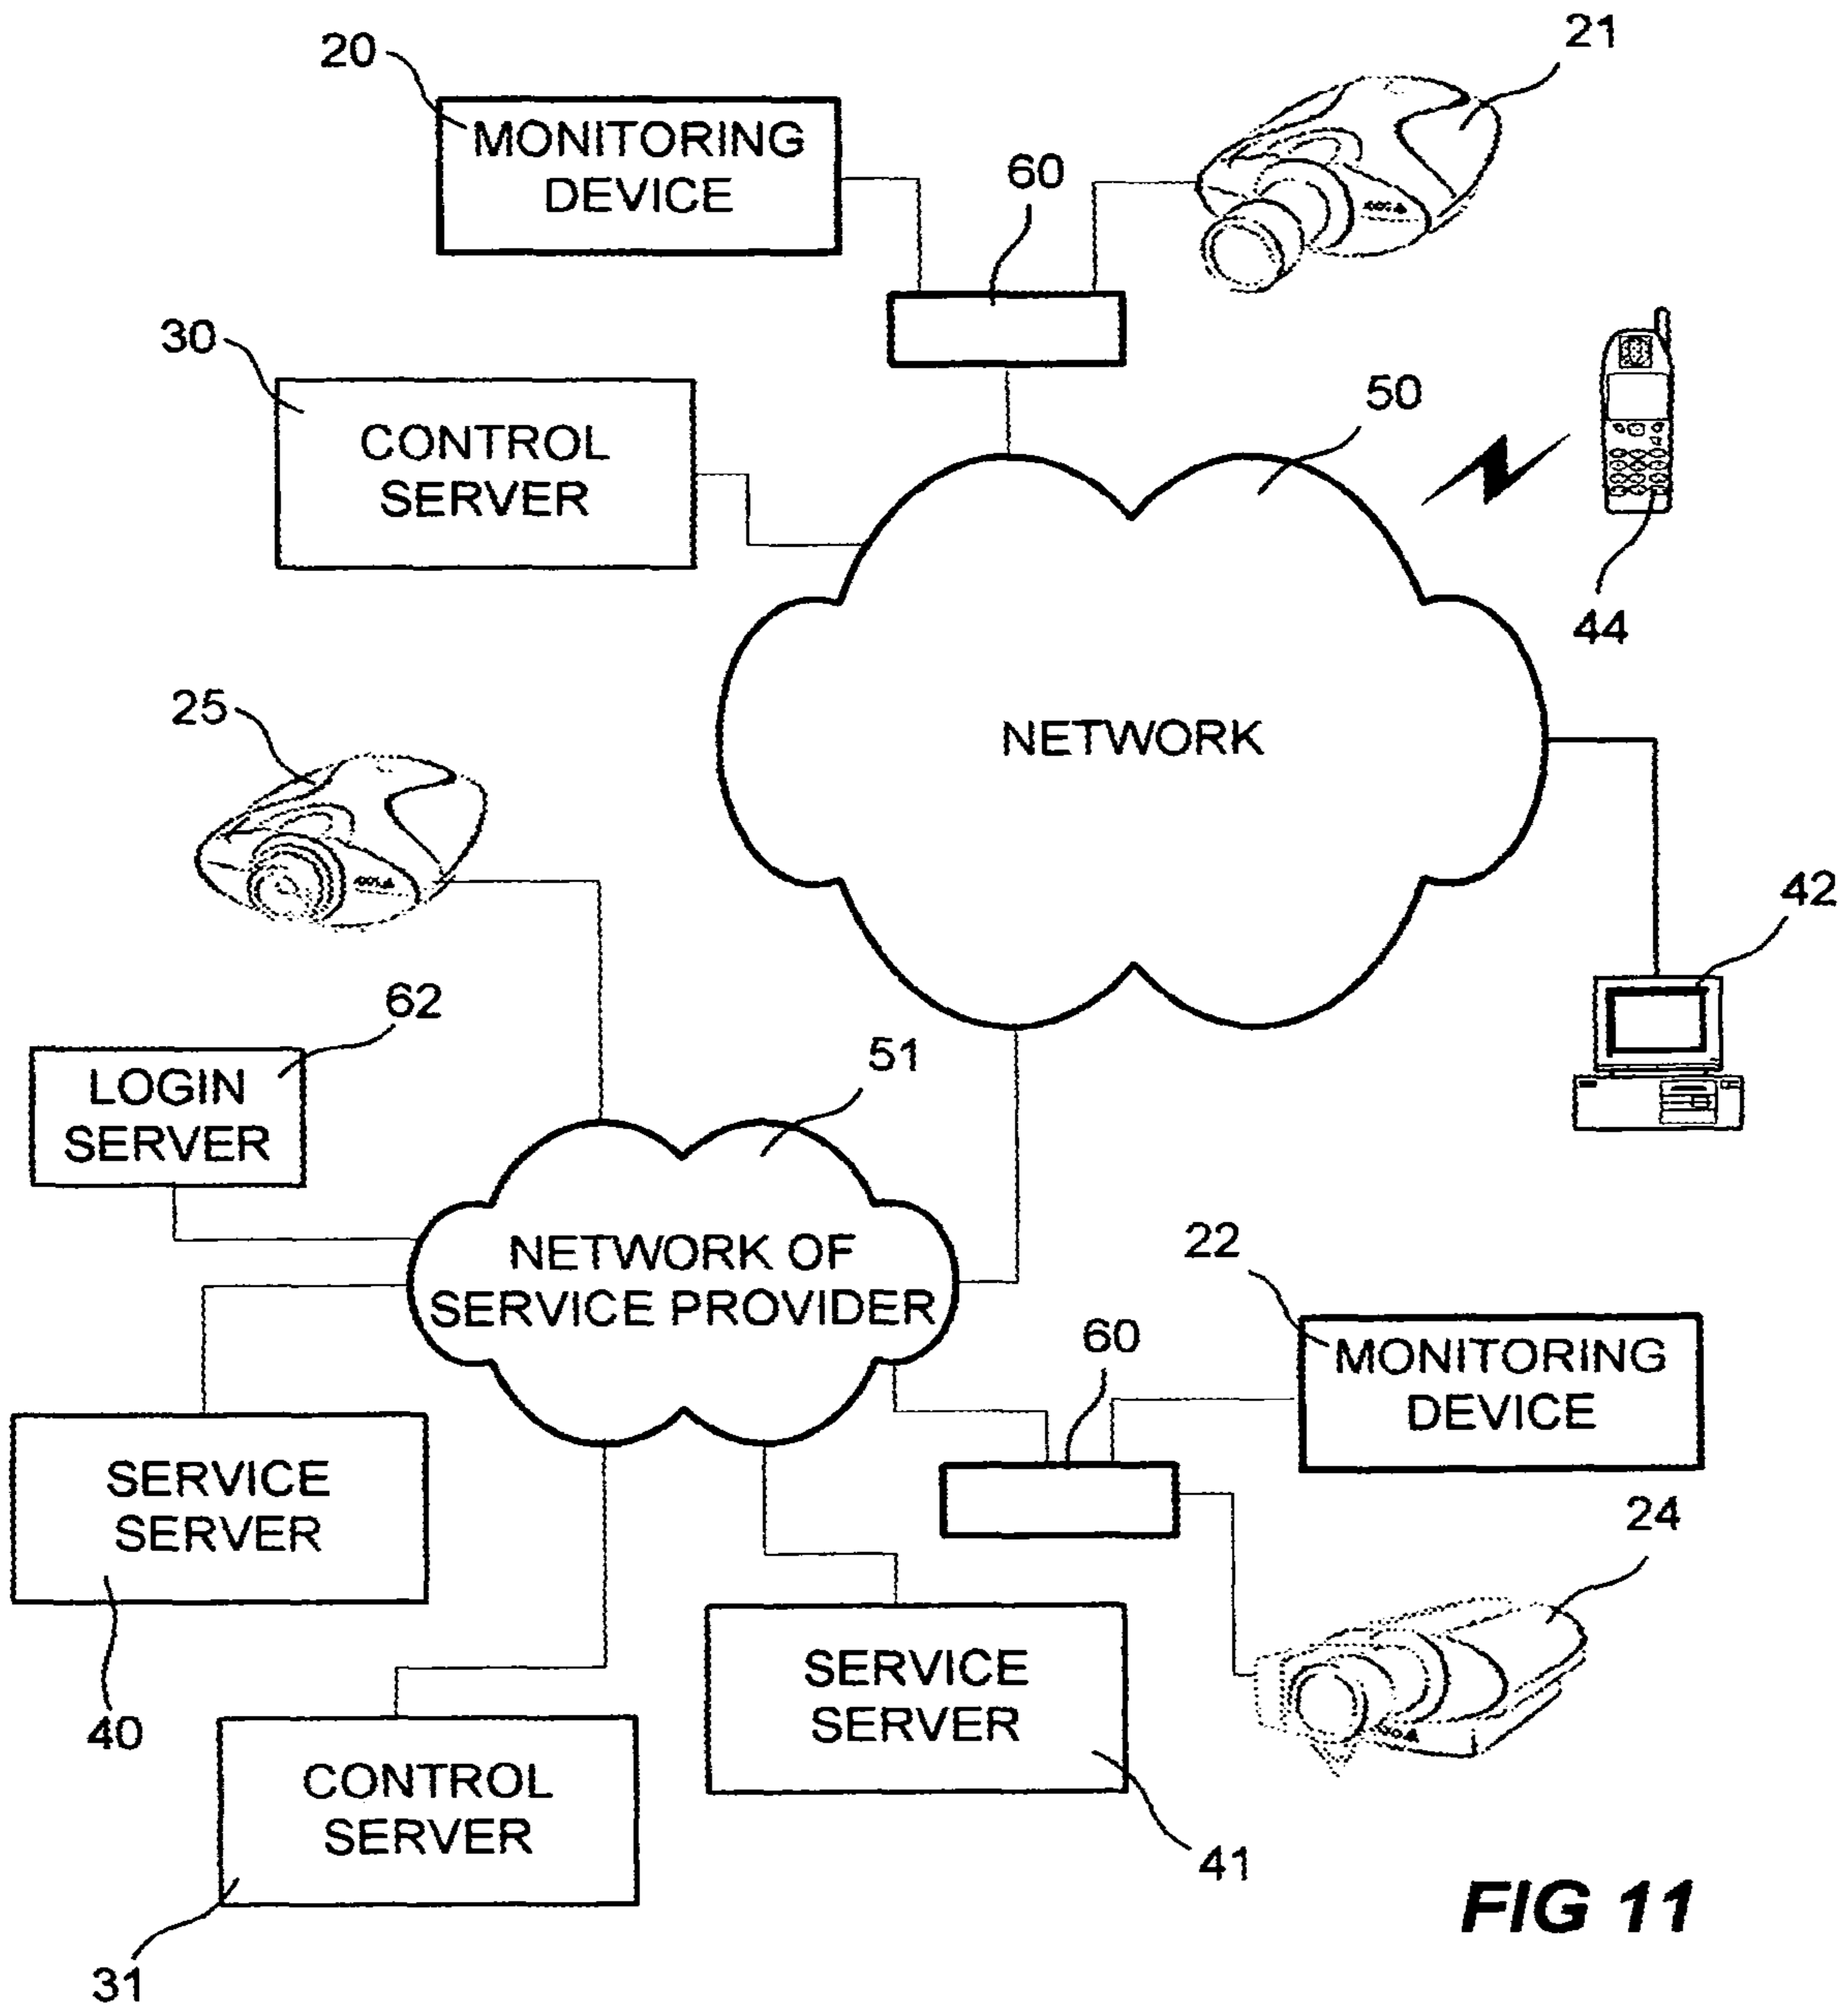 20
21
MONITORING
DEVICE
60
30
CONTROL
SERVER
50
44
25
NETWORK
42
62
LOGIN
SERVER
51
NETWORK OF
SERVICE PROVIDER
22
MONITORING
DEVICE
60
SERVICE
SERVER
40
24
SERVICE
SERVER
41
CONTROL
SERVER
31
FIG 11